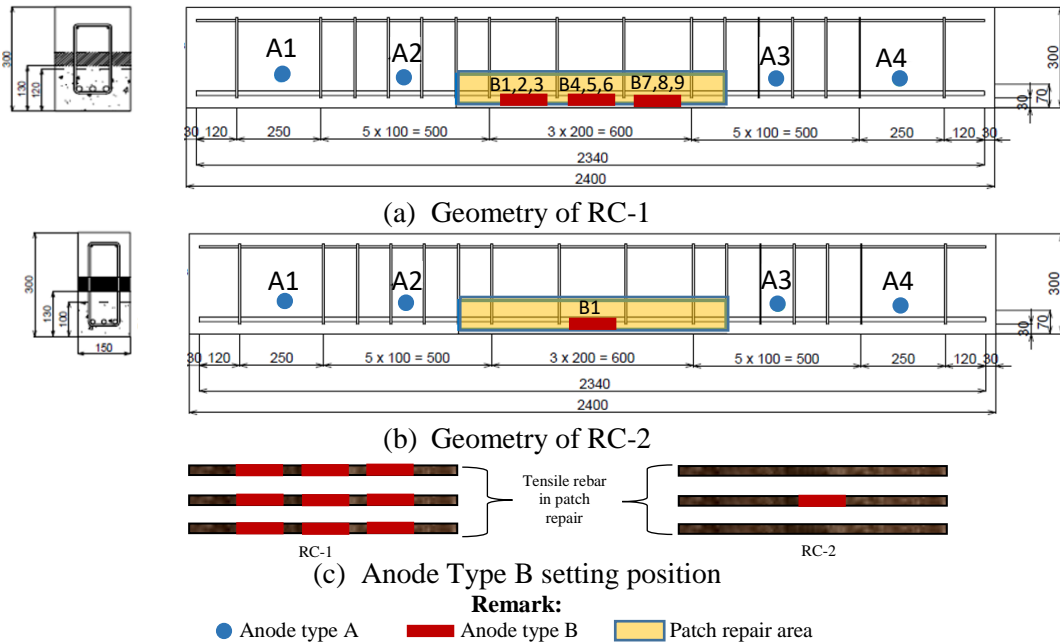 A1
A2
A3
A4
B1,2,3
B4,5,6
B7,8,9
300
130
120
300
70
30
30
120
250
5 x 100 = 500
3 x 200 = 600
5 x 100 = 500
250
120
30
2340
2400
(a) Geometry of RC-1
A1
A2
A3
A4
B1
300
130
100
150
300
70
30
30
120
250
5 x 100 = 500
3 x 200 = 600
5 x 100 = 500
250
120
30
2340
2400
(b) Geometry of RC-2
Tensile rebar
in patch
repair
RC-1
RC-2
(c) Anode Type B setting position
Remark:
Anode type A
Anode type B
Patch repair area